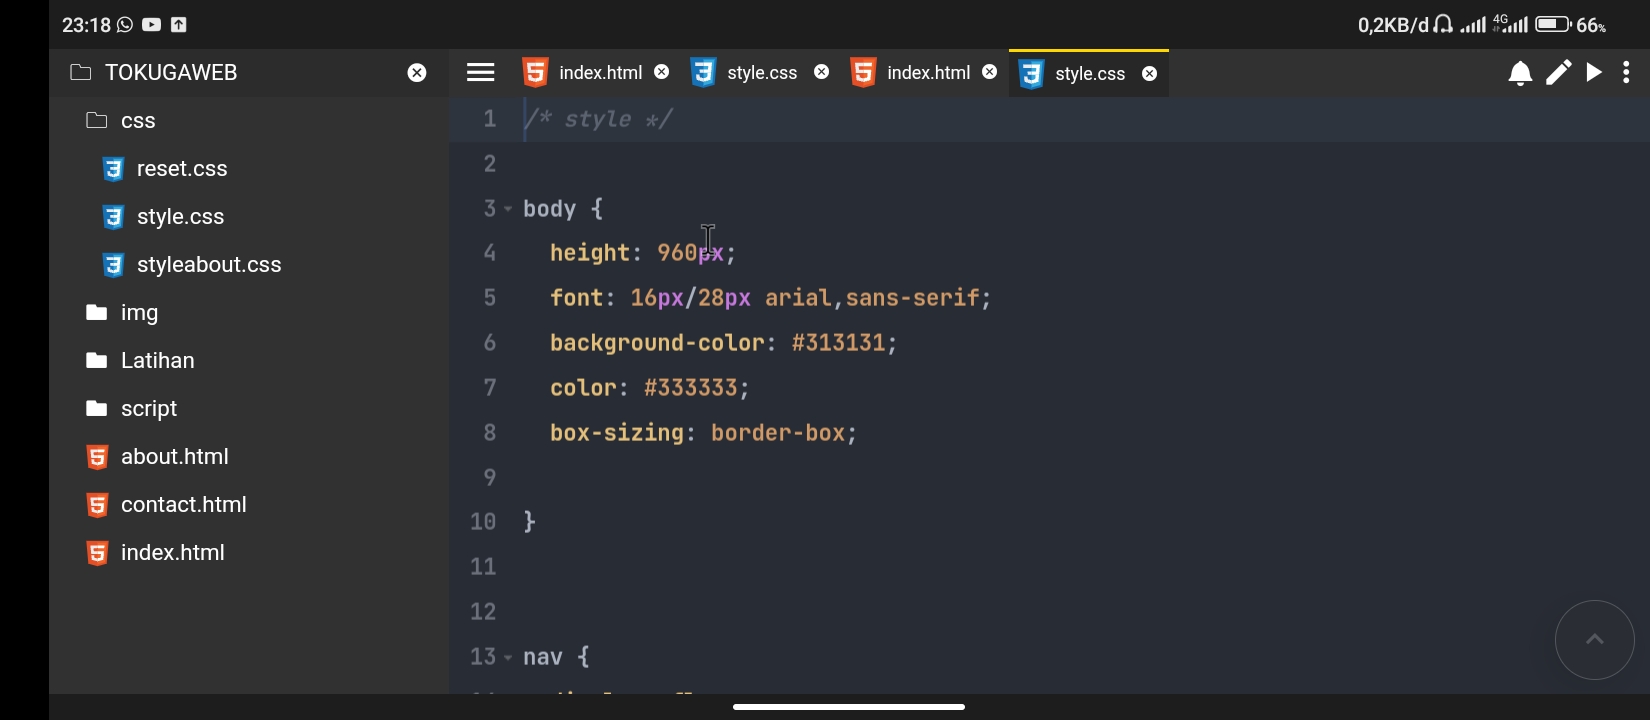 23:18 0,2KB/d 4G 66%
TOKUGAWEB index.html style.css index.html style.css
css
reset.css
style.css
styleabout.css
img
Latihan
script
about.html
contact.html
index.html
1 /* style */
2
3 body {
4 height: 960px;
5 font: 16px/28px arial,sans-serif;
6 background-color: #313131;
7 color: #333333;
8 box-sizing: border-box;
9
10 }
11
12
13 nav {